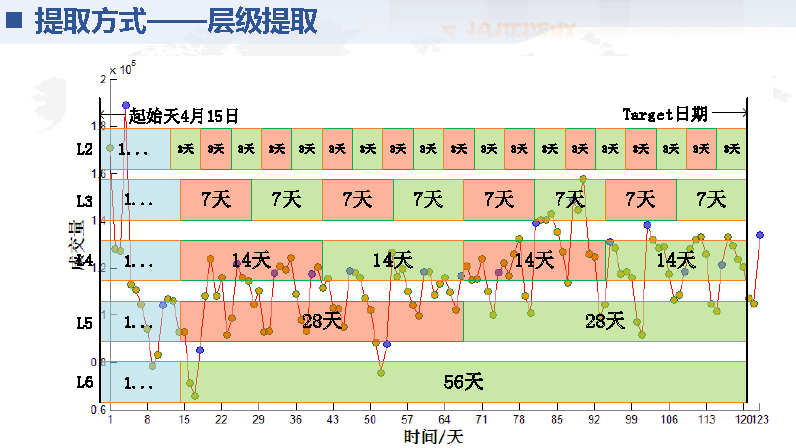 提取方式——层级提取
× 10⁵
2
起始天4月15日
Target日期
1.8
L2 1... 3天 3天 3天 3天 3天 3天 3天 3天 3天 3天 3天 3天 3天 3天 3天 3天 3天 3天 3天
1.6
L3 1... 7天 7天 7天 7天 7天 7天 7天 7天
1.4
成交量
L4 1... 14天 14天 14天 14天
1.2
1
L5 1... 28天 28天
0.8
L6 1... 56天
0.6
1 8 15 22 29 36 43 50 57 64 71 78 85 92 99 106 113 120 123
时间/天